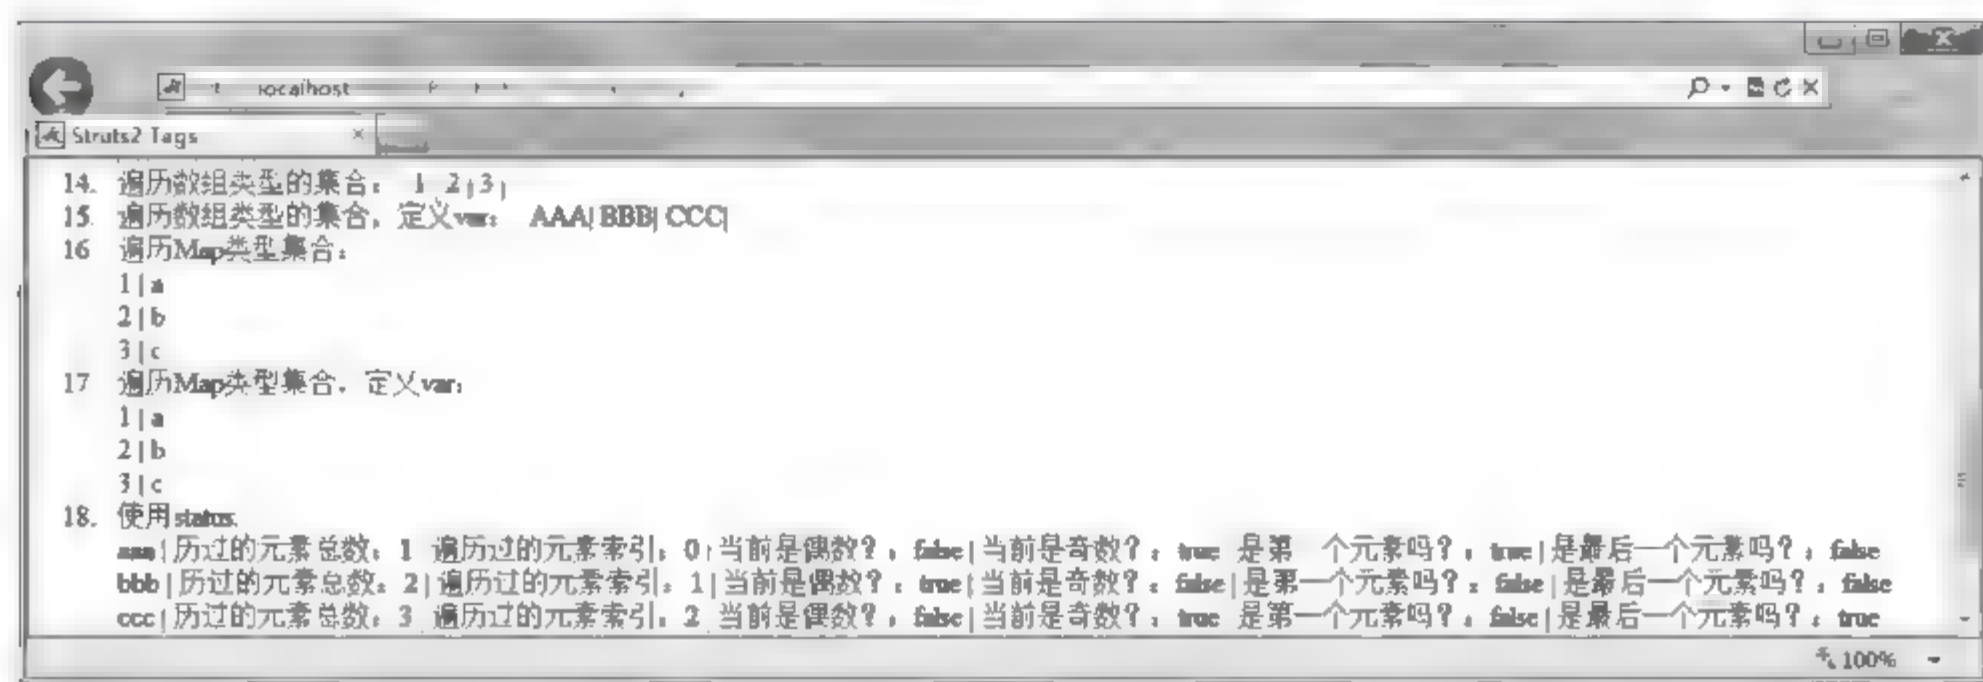 localhost
Struts2 Tags
14. 遍历数组类型的集合： 1 2|3|
15. 遍历数组类型的集合，定义var： AAA| BBB| CCC|
16 遍历Map类型集合：
1 | a
2 | b
3 | c
17 遍历Map类型集合，定义var：
1 | a
2 | b
3 | c
18. 使用status
aaa | 历过的元素总数：1 遍历过的元素索引：0| 当前是偶数？：false | 当前是奇数？：true 是第 个元素吗？：true | 是最后一个元素吗？：false
bbb | 历过的元素总数：2| 遍历过的元素索引：1| 当前是偶数？：true | 当前是奇数？：false | 是第一个元素吗？：false | 是最后一个元素吗？：false
ccc | 历过的元素总数：3 遍历过的元素索引：2 当前是偶数？：false | 当前是奇数？：true 是第一个元素吗？：false | 是最后一个元素吗？：true
100%